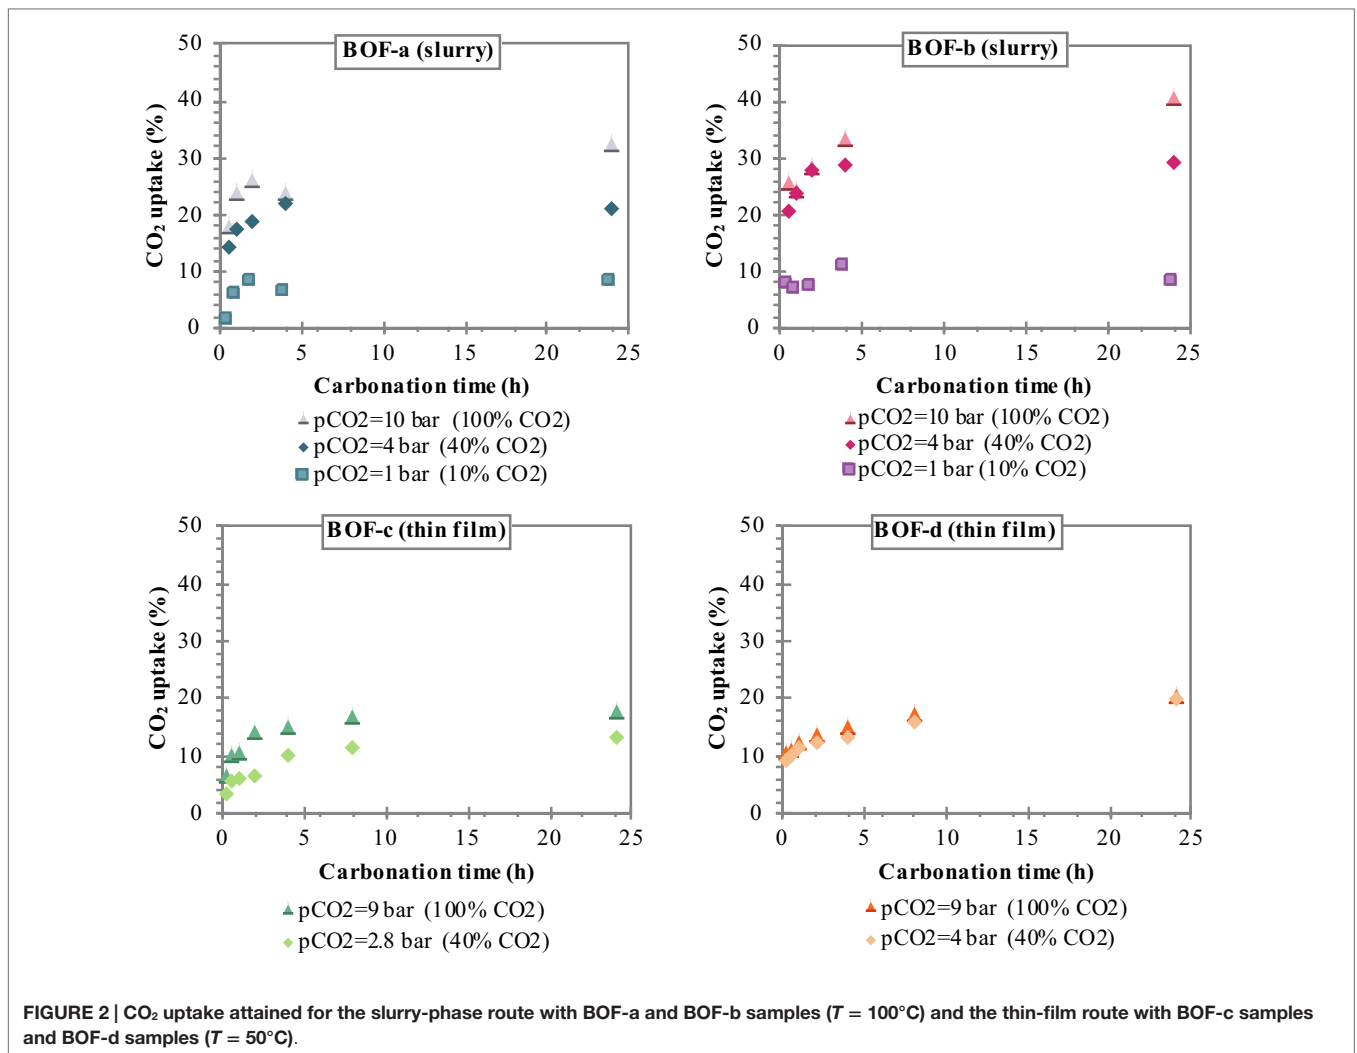 BOF-a (slurry)
50
40
30
20
10
0
CO₂ uptake (%)
0 5 10 15 20 25
Carbonation time (h)
pCO2=10 bar (100% CO2)
pCO2=4 bar (40% CO2)
pCO2=1 bar (10% CO2)
BOF-b (slurry)
50
40
30
20
10
0
CO₂ uptake (%)
0 5 10 15 20 25
Carbonation time (h)
pCO2=10 bar (100% CO2)
pCO2=4 bar (40% CO2)
pCO2=1 bar (10% CO2)
BOF-c (thin film)
50
40
30
20
10
0
CO₂ uptake (%)
0 5 10 15 20 25
Carbonation time (h)
pCO2=9 bar (100% CO2)
pCO2=2.8 bar (40% CO2)
BOF-d (thin film)
50
40
30
20
10
0
CO₂ uptake (%)
0 5 10 15 20 25
Carbonation time (h)
pCO2=9 bar (100% CO2)
pCO2=4 bar (40% CO2)
FIGURE 2 | CO₂ uptake attained for the slurry-phase route with BOF-a and BOF-b samples (T = 100°C) and the thin-film route with BOF-c samples
and BOF-d samples (T = 50°C).